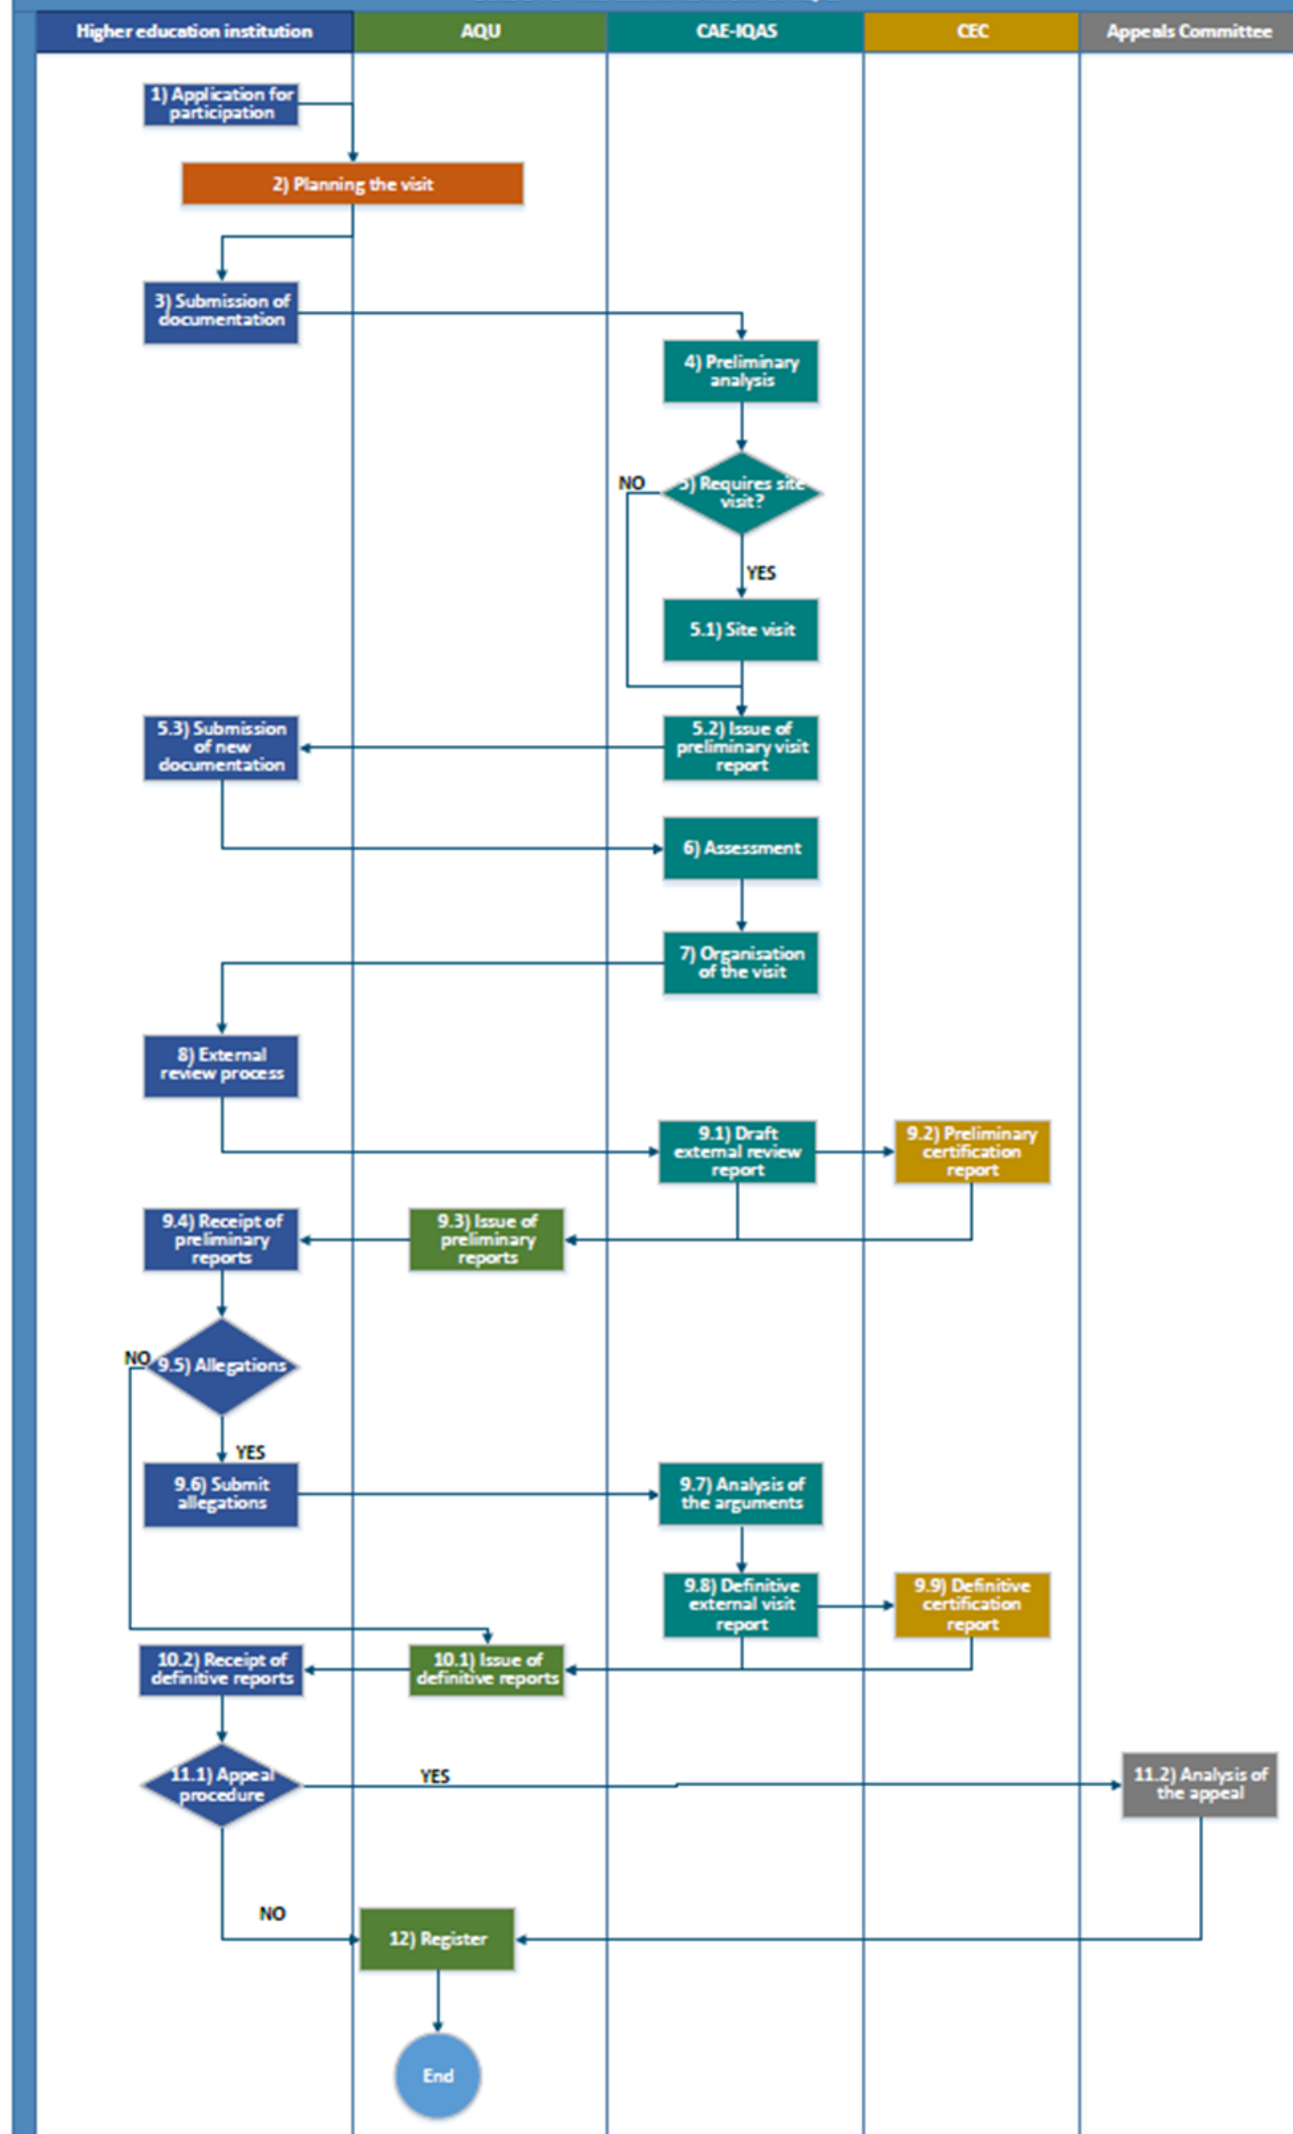 Higher education institution
AQU
CAE-IQAS
CEC
Appeals Committee
1) Application for
participation
2) Planning the visit
3) Submission of
documentation
4) Preliminary
analysis
NO
5) Requires site
visit?
YES
5.1) Site visit
5.3) Submission
of new
documentation
5.2) Issue of
preliminary visit
report
6) Assessment
7) Organisation
of the visit
8) External
review process
9.1) Draft
external review
report
9.2) Preliminary
certification
report
9.4) Receipt of
preliminary
reports
9.3) Issue of
preliminary
reports
NO
9.5) Allegations
YES
9.6) Submit
allegations
9.7) Analysis of
the arguments
9.8) Definitive
external visit
report
9.9) Definitive
certification
report
10.2) Receipt of
definitive reports
10.1) Issue of
definitive reports
11.1) Appeal
procedure
YES
11.2) Analysis of
the appeal
NO
12) Register
End